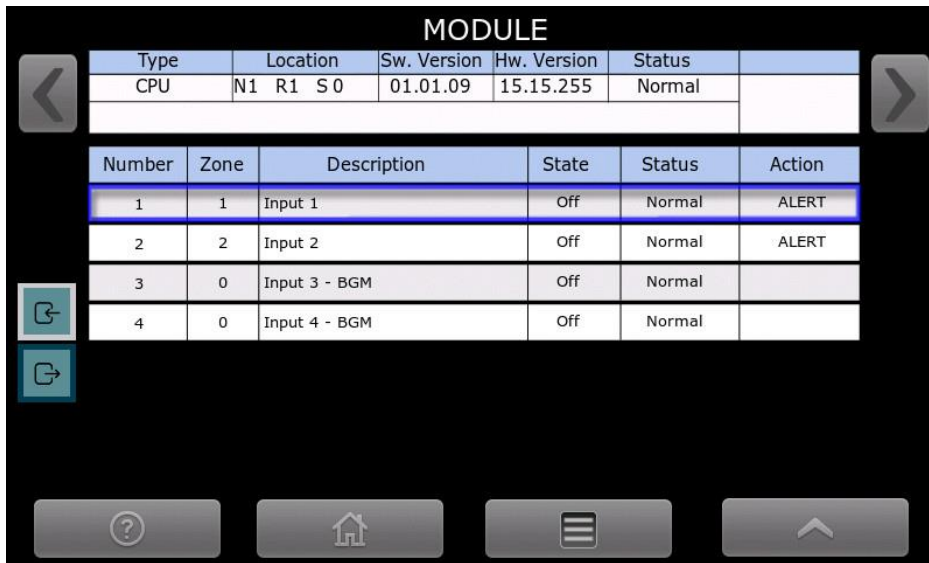 MODULE
Type Location Sw. Version Hw. Version Status
CPU N1 R1 S 0 01.01.09 15.15.255 Normal
Number Zone Description State Status Action
1 1 Input 1 Off Normal ALERT
2 2 Input 2 Off Normal ALERT
3 0 Input 3 - BGM Off Normal
4 0 Input 4 - BGM Off Normal
?